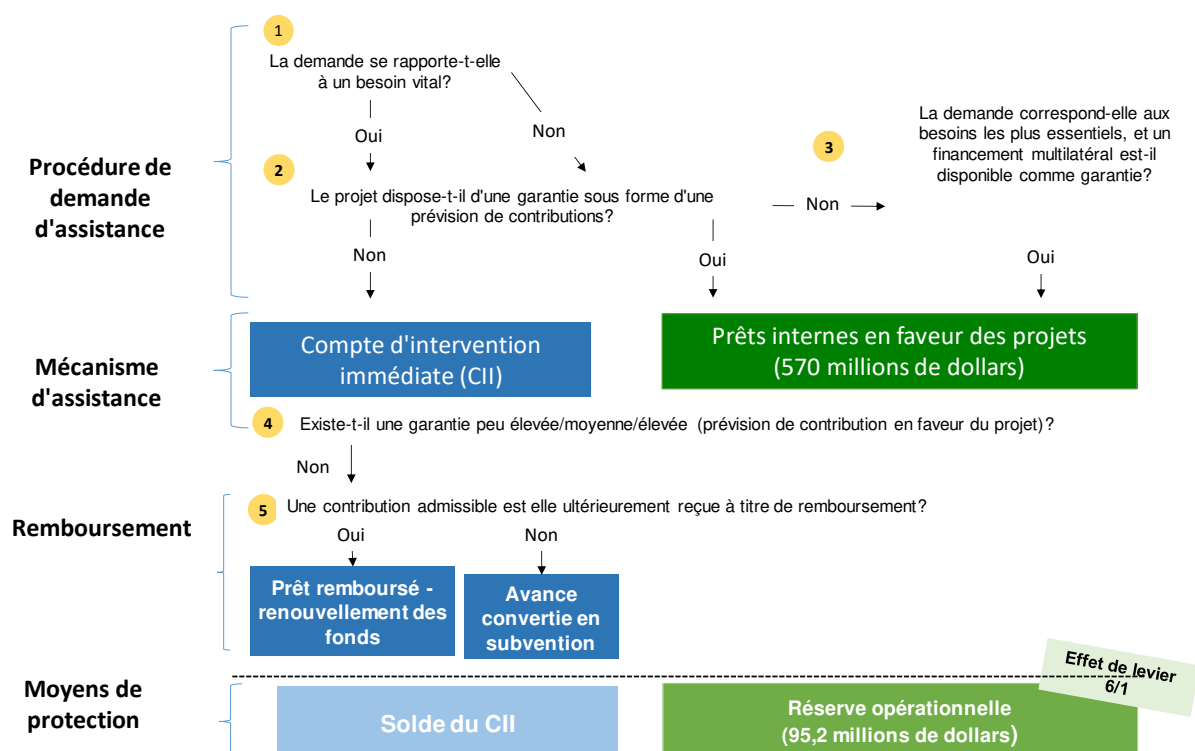 1
La demande se rapporte-t-elle
à un besoin vital?
Oui
Non
Procédure de
demande
d'assistance
2
Le projet dispose-t-il d'une garantie sous forme d'une
prévision de contributions?
Non
3
La demande correspond-elle aux
besoins les plus essentiels, et un
financement multilatéral est-il
disponible comme garantie?
Non
Oui
Oui
Mécanisme
d'assistance
Compte d'intervention
immédiate (CII)
Prêts internes en faveur des projets
(570 millions de dollars)
4
Existe-t-il une garantie peu élevée/moyenne/élevée (prévision de contribution en faveur du projet)?
Non
Remboursement
5
Une contribution admissible est elle ultérieurement reçue à titre de remboursement?
Oui
Non
Prêt remboursé -
renouvellement des
fonds
Avance
convertie en
subvention
Effet de levier
6/1
Moyens de
protection
Solde du CII
Réserve opérationnelle
(95,2 millions de dollars)